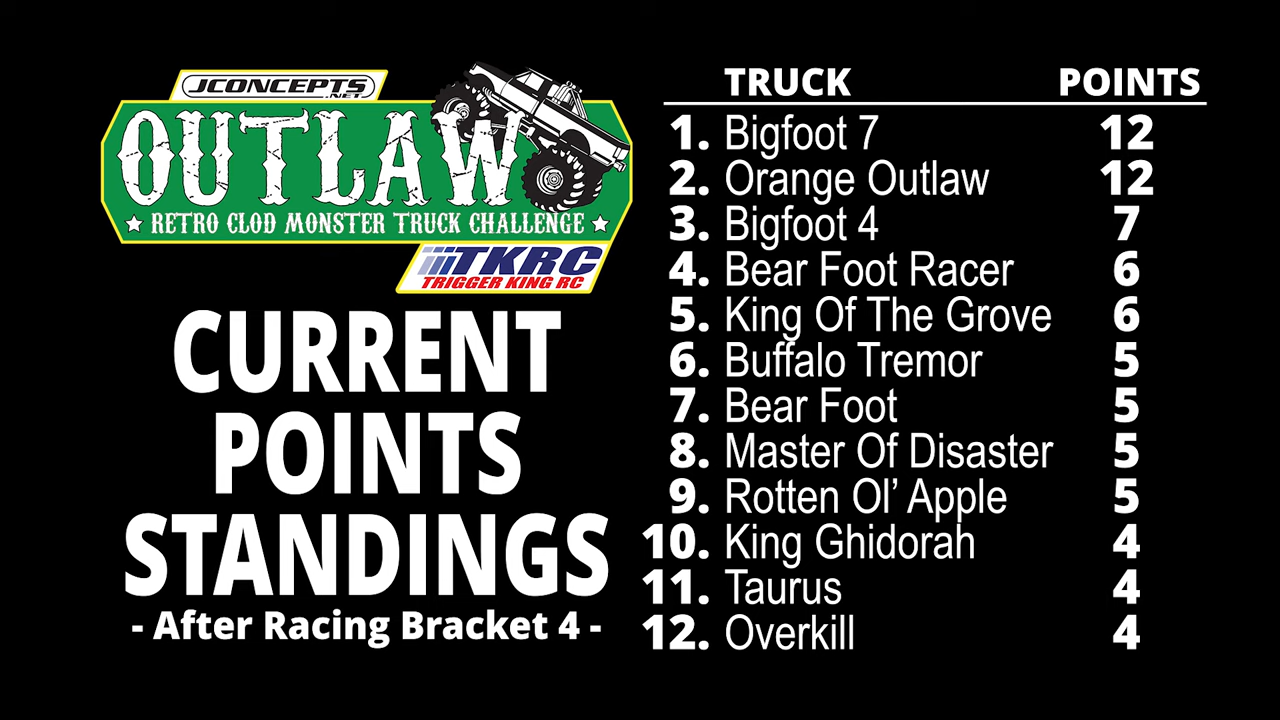 JCONCEPTS
.NET
OUTLAW
★ RETRO CLOD MONSTER TRUCK CHALLENGE ★
TKRC
TRIGGER KING RC
CURRENT
POINTS
STANDINGS
- After Racing Bracket 4 -
TRUCK POINTS
1. Bigfoot 7 12
2. Orange Outlaw 12
3. Bigfoot 4 7
4. Bear Foot Racer 6
5. King Of The Grove 6
6. Buffalo Tremor 5
7. Bear Foot 5
8. Master Of Disaster 5
9. Rotten Ol’ Apple 5
10. King Ghidorah 4
11. Taurus 4
12. Overkill 4